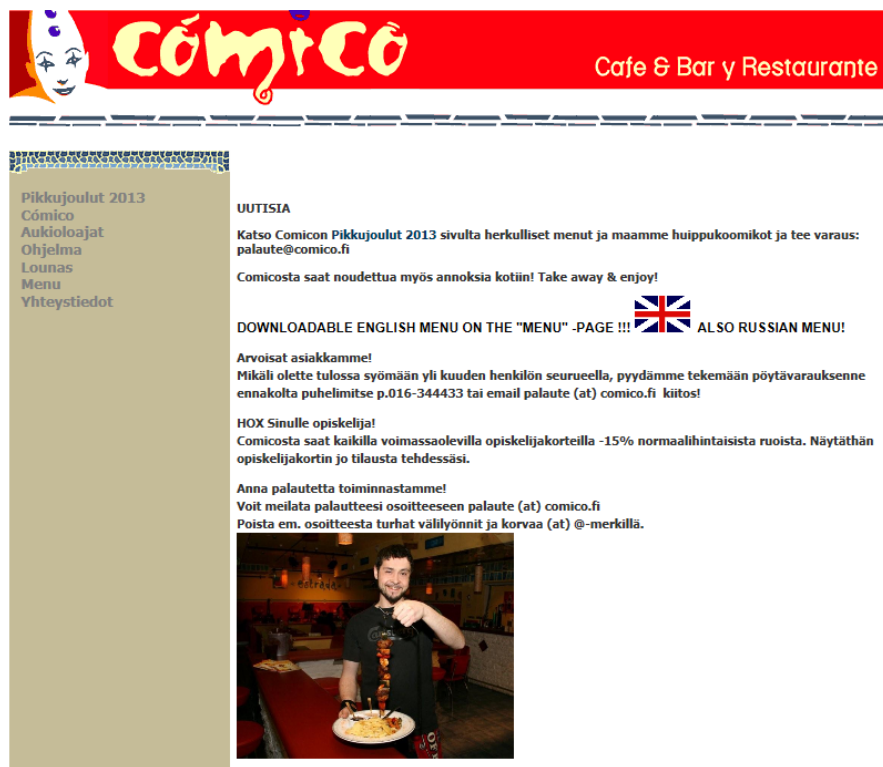 Cómico
Cafe & Bar y Restaurante
Pikkujoulut 2013
Cómico
Aukioloajat
Ohjelma
Lounas
Menu
Yhteystiedot
UUTISIA
Katso Comicon Pikkujoulut 2013 sivulta herkulliset menut ja maamme huippukoomikot ja tee varaus:
palaute@comico.fi
Comicosta saat noudettua myös annoksia kotiin! Take away & enjoy!
DOWNLOADABLE ENGLISH MENU ON THE "MENU" -PAGE !!! ALSO RUSSIAN MENU!
Arvoisat asiakkamme!
Mikäli olette tulossa syömään yli kuuden henkilön seurueella, pyydämme tekemään pöytävarauksenne
ennakolta puhelimitse p.016-344433 tai email palaute (at) comico.fi kiitos!
HOX Sinulle opiskelija!
Comicosta saat kaikilla voimassaolevilla opiskelijakorteilla -15% normaalihintaisista ruoista. Näytäthän
opiskelijakortin jo tilausta tehdessäsi.
Anna palautetta toiminnastamme!
Voit meilata palautteesi osoitteeseen palaute (at) comico.fi
Poista em. osoitteesta turhat välilyönnit ja korvaa (at) @-merkillä.